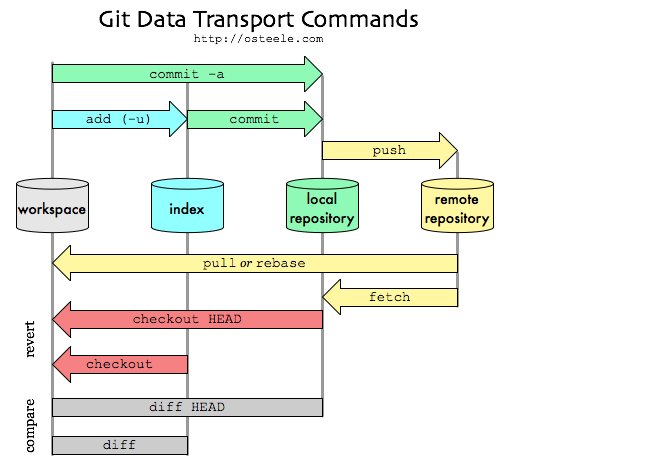 Git Data Transport Commands
http://osteele.com
commit -a
add (-u)
commit
push
workspace
index
local
repository
remote
repository
pull or rebase
fetch
revert
checkout HEAD
checkout
compare
diff HEAD
diff